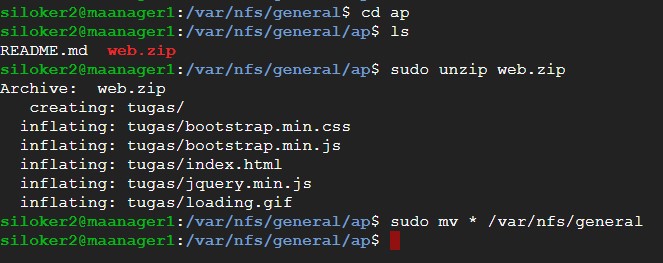 siloker2@maanager1:/var/nfs/general$ cd ap
siloker2@maanager1:/var/nfs/general/ap$ ls
README.md  web.zip
siloker2@maanager1:/var/nfs/general/ap$ sudo unzip web.zip
Archive:  web.zip
   creating: tugas/
  inflating: tugas/bootstrap.min.css
  inflating: tugas/bootstrap.min.js
  inflating: tugas/index.html
  inflating: tugas/jquery.min.js
  inflating: tugas/loading.gif
siloker2@maanager1:/var/nfs/general/ap$ sudo mv * /var/nfs/general
siloker2@maanager1:/var/nfs/general/ap$